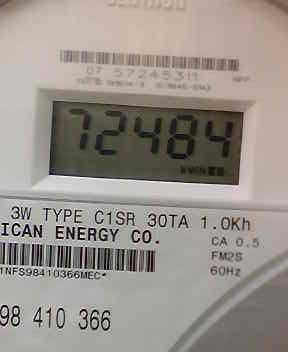 07 57245311
72484
3W TYPE C1SR 30TA 1.0Kh
ICAN ENERGY CO.
CA 0.5
FM2S
60Hz
1NFS98410366MEC*
98 410 366